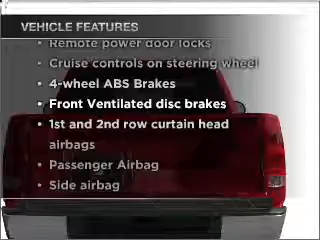 VEHICLE FEATURES
• Remote power door locks
• Cruise controls on steering wheel
• 4-wheel ABS Brakes
• Front Ventilated disc brakes
• 1st and 2nd row curtain head
airbags
• Passenger Airbag
• Side airbag